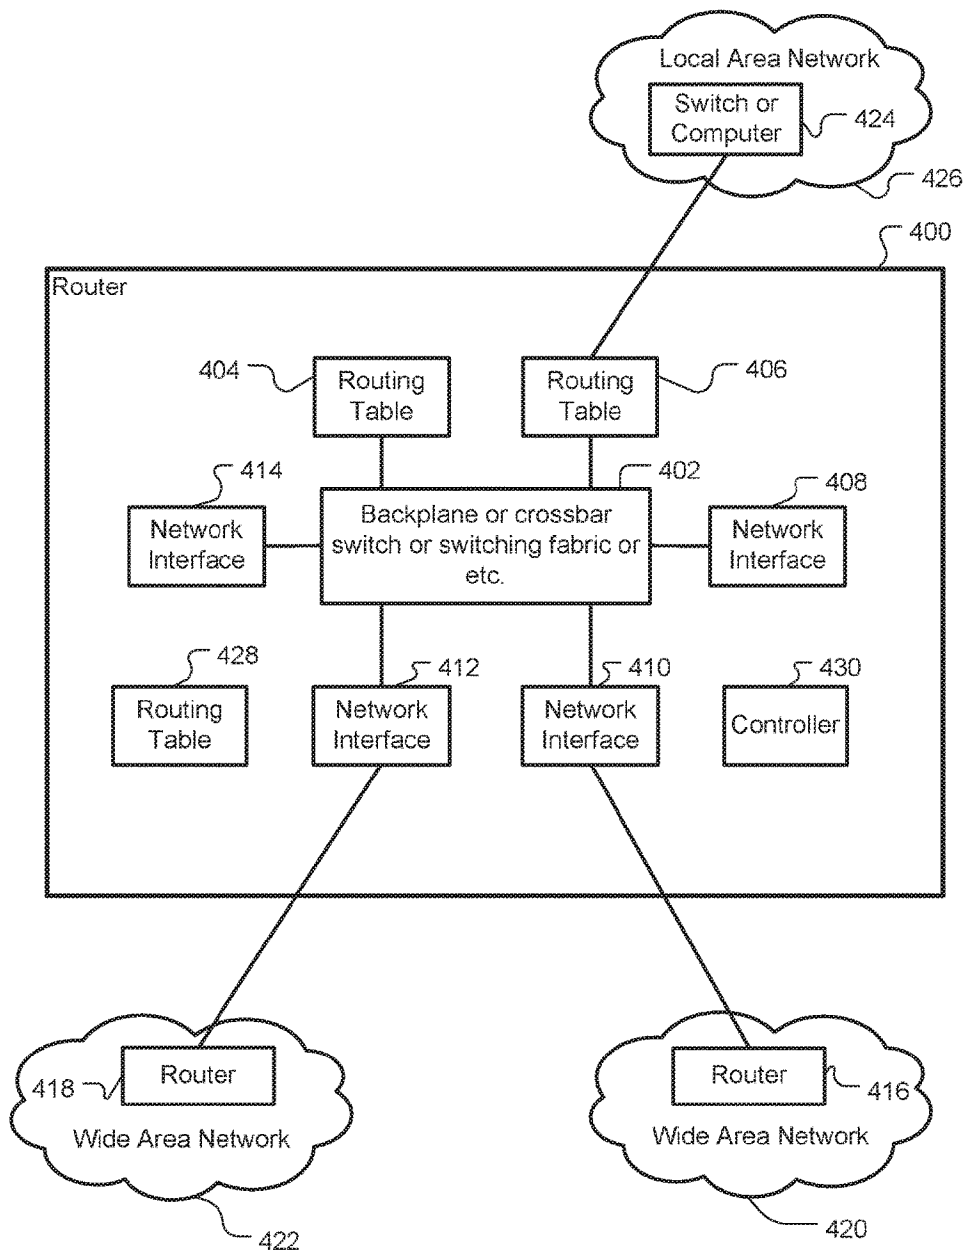 Local Area Network
Switch or
Computer
424
426
400
Router
404
Routing
Table
Routing
Table
406
414
402
408
Network
Interface
Backplane or crossbar
switch or switching fabric or
etc.
Network
Interface
428
412
410
430
Routing
Table
Network
Interface
Network
Interface
Controller
418
Router
Wide Area Network
422
Router
416
Wide Area Network
420